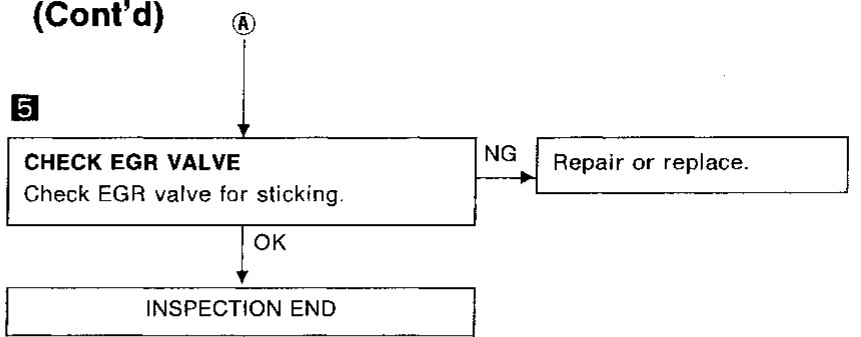 (Cont'd)
Ⓐ
5
CHECK EGR VALVE
Check EGR valve for sticking.
NG
Repair or replace.
OK
INSPECTION END